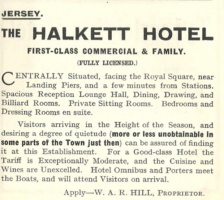 JERSEY.
THE HALKETT HOTEL
FIRST-CLASS COMMERCIAL & FAMILY.
(FULLY LICENSED.)
CENTRALLY Situated, facing the Royal Square, near
Landing Piers, and a few minutes from Stations.
Spacious Reception Lounge Hall, Dining, Drawing, and
Billiard Rooms. Private Sitting Rooms. Bedrooms and
Dressing Rooms en suite.
Visitors arriving in the Height of the Season, and
desiring a degree of quietude (more or less unobtainable in
some parts of the Town just then) can be assured of finding
it at this Establishment. For a Good-class Hotel the
Tariff is Exceptionally Moderate, and the Cuisine and
Wines are Unexcelled. Hotel Omnibus and Porters meet
the Boats, and will attend Visitors on arrival.
Apply—W. A. R. HILL, PROPRIETOR.